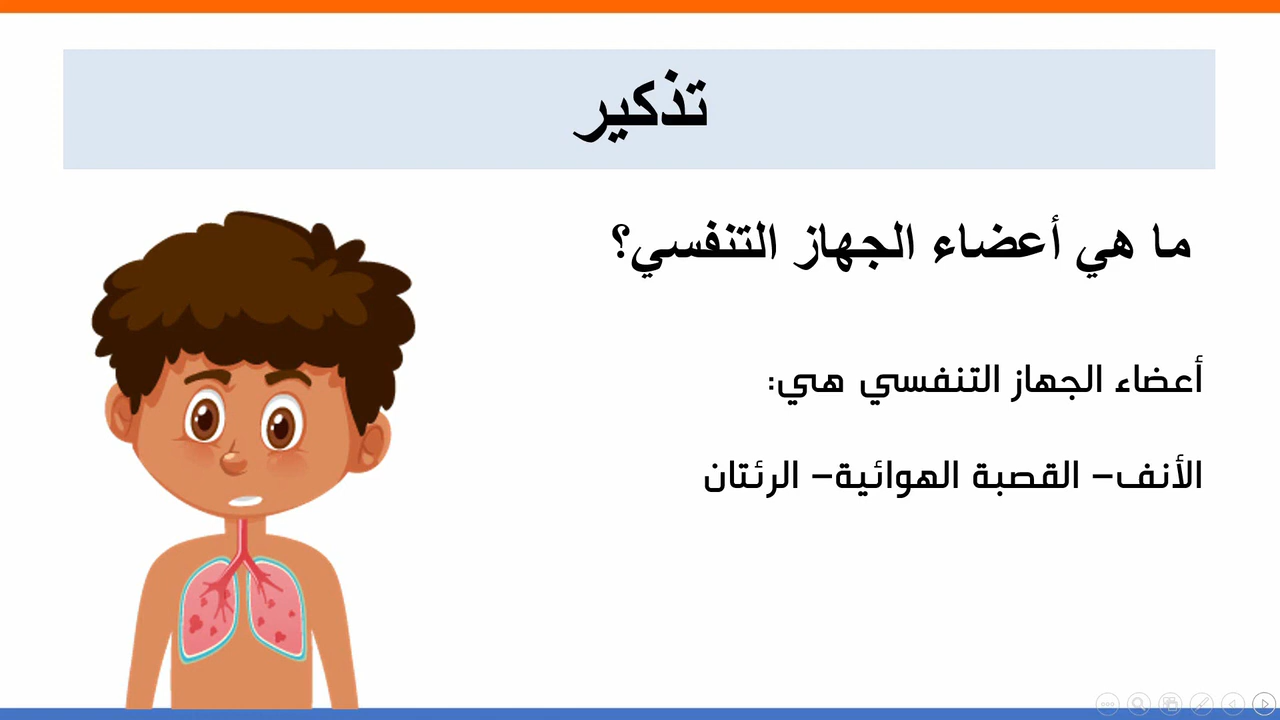 تذكير
ما هي أعضاء الجهاز التنفسي؟
أعضاء الجهاز التنفسي هي:
الأنف– القصبة الهوائية– الرئتان